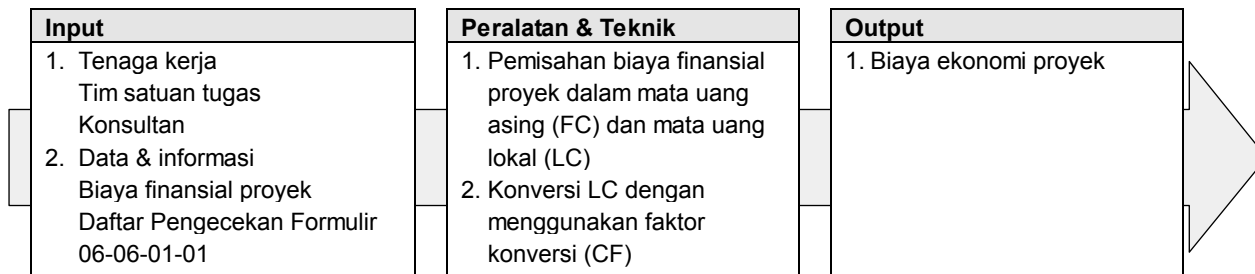 Input
1. Tenaga kerja
Tim satuan tugas
Konsultan
2. Data & informasi
Biaya finansial proyek
Daftar Pengecekan Formulir
06-06-01-01
Peralatan & Teknik
1. Pemisahan biaya finansial
proyek dalam mata uang
asing (FC) dan mata uang
lokal (LC)
2. Konversi LC dengan
menggunakan faktor
konversi (CF)
Output
1. Biaya ekonomi proyek